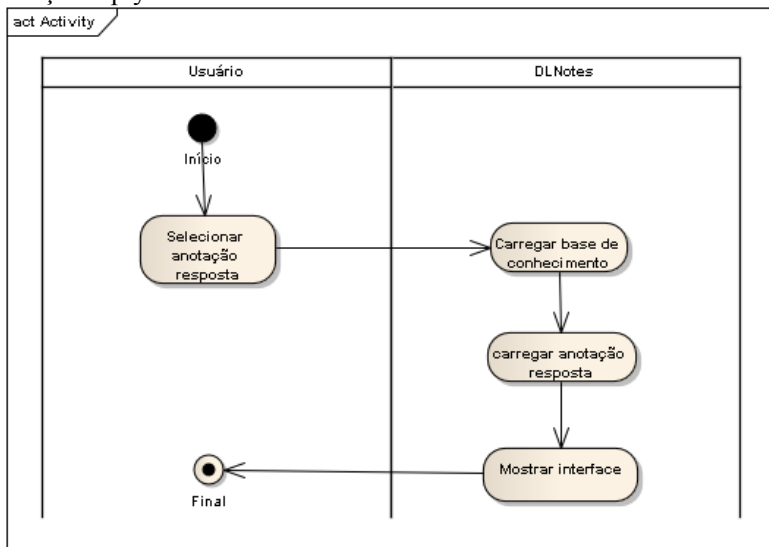 act Activity
Usuário
DLNotes
Início
Selecionar
anotação
resposta
Carregar base de
conhecimento
carregar anotação
resposta
Mostrar interface
Final